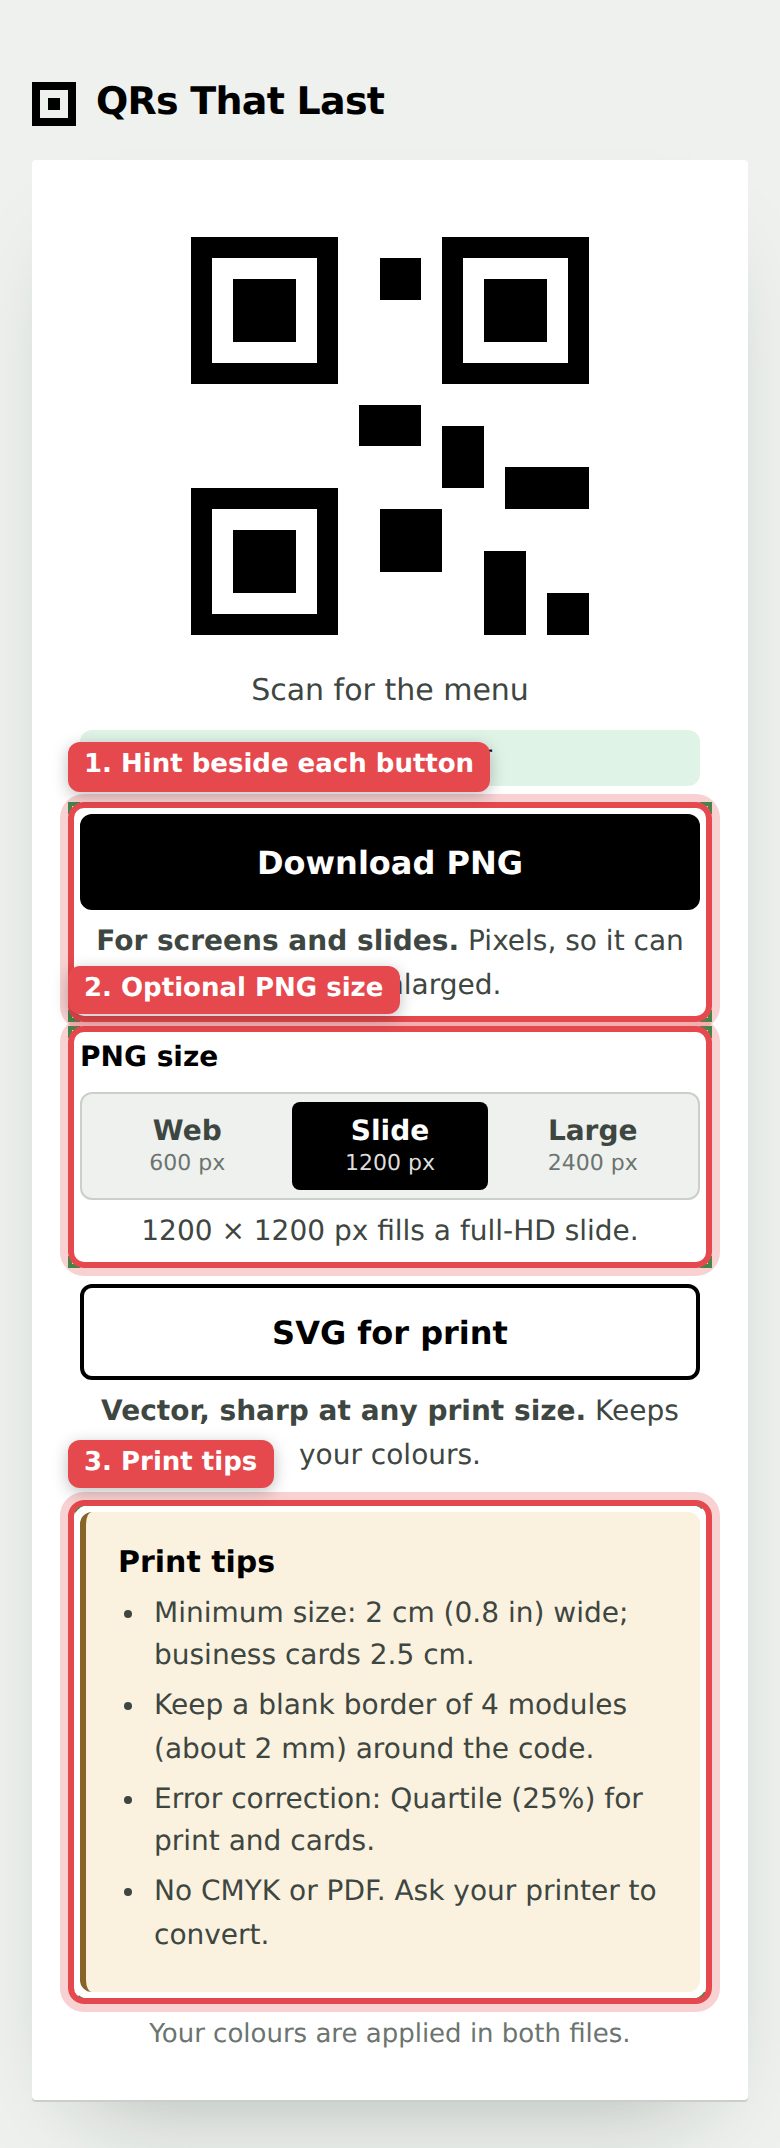 QRs That Last
Scan for the menu
1. Hint beside each button
Download PNG
For screens and slides. Pixels, so it can
2. Optional PNG size
PNG size
Web
Slide
Large
600 px
1200 px
2400 px
1200 × 1200 px fills a full-HD slide.
SVG for print
Vector, sharp at any print size. Keeps
your colours.
3. Print tips
Print tips
• Minimum size: 2 cm (0.8 in) wide;
business cards 2.5 cm.
• Keep a blank border of 4 modules
(about 2 mm) around the code.
• Error correction: Quartile (25%) for
print and cards.
• No CMYK or PDF. Ask your printer to
convert.
Your colours are applied in both files.